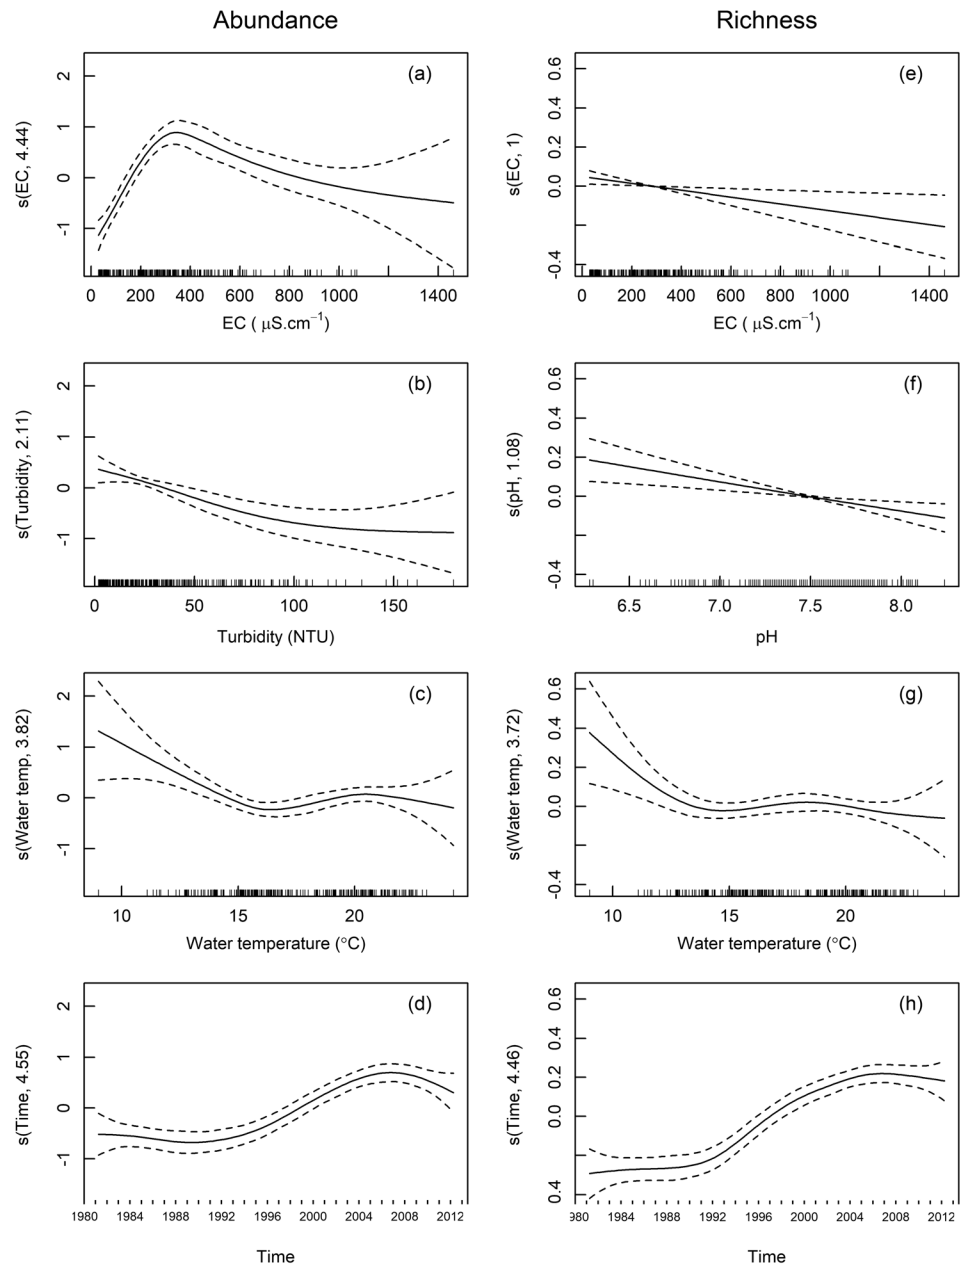 Abundance
Richness
(a)
s(EC, 4.44)
2
1
0
-1
0 200 400 600 800 1000 1400
EC ( μS.cm⁻¹)
(e)
s(EC, 1)
0.6
0.4
0.2
0.0
-0.4
0 200 400 600 800 1000 1400
EC ( μS.cm⁻¹)
(b)
s(Turbidity, 2.11)
2
1
0
-1
0 50 100 150
Turbidity (NTU)
(f)
s(pH, 1.08)
0.6
0.4
0.2
0.0
-0.4
6.5 7.0 7.5 8.0
pH
(c)
s(Water temp, 3.82)
2
1
0
-1
10 15 20
Water temperature (°C)
(g)
s(Water temp, 3.72)
0.6
0.4
0.2
0.0
-0.4
10 15 20
Water temperature (°C)
(d)
s(Time, 4.55)
2
1
0
-1
1980 1984 1988 1992 1996 2000 2004 2008 2012
Time
(h)
s(Time, 4.46)
0.6
0.4
0.2
0.0
0.4
980 1984 1988 1992 1996 2000 2004 2008 2012
Time